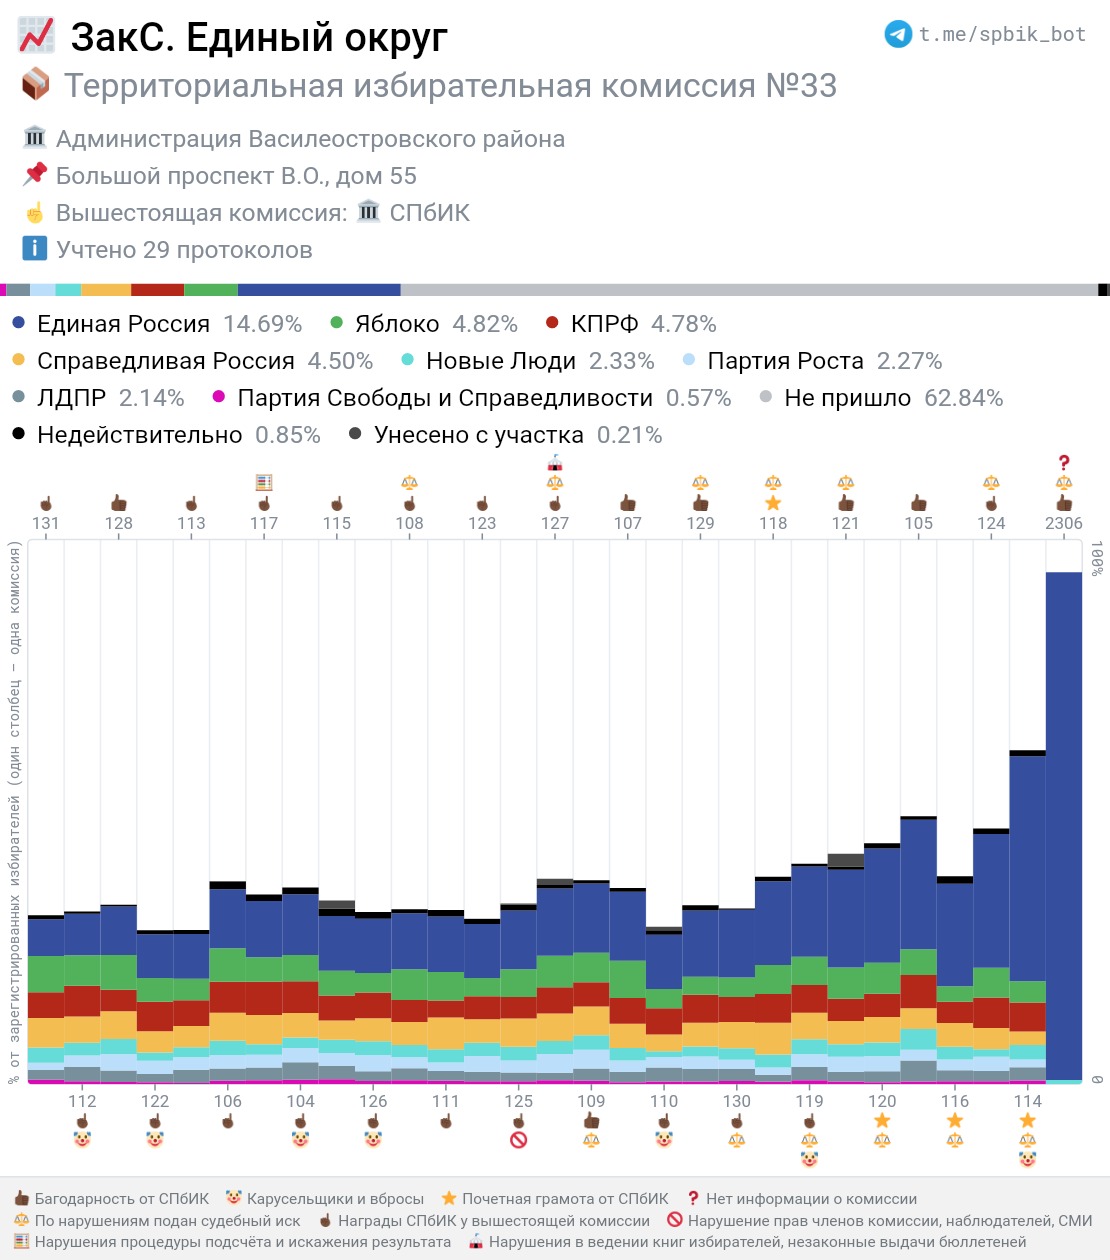 ЗакС. Единый округ
t.me/spbik_bot
Территориальная избирательная комиссия №33
Администрация Василеостровского района
Большой проспект В.О., дом 55
Вышестоящая комиссия: СПбИК
Учтено 29 протоколов
Единая Россия 14.69% Яблоко 4.82% КПРФ 4.78%
Справедливая Россия 4.50% Новые Люди 2.33% Партия Роста 2.27%
ЛДПР 2.14% Партия Свободы и Справедливости 0.57% Не пришло 62.84%
Недействительно 0.85% Унесено с участка 0.21%
131 128 113 117 115 108 123 127 107 129 118 121 105 124 2306
% от зарегистрированных избирателей (один столбец – одна комиссия)
100%
0
112 122 106 104 126 111 125 109 110 130 119 120 116 114
Багодарность от СПбИК Карусельщики и вбросы Почетная грамота от СПбИК Нет информации о комиссии
По нарушениям подан судебный иск Награды СПбИК у вышестоящей комиссии Нарушение прав членов комиссии, наблюдателей, СМИ
Нарушения процедуры подсчёта и искажения результата Нарушения в ведении книг избирателей, незаконные выдачи бюллетеней